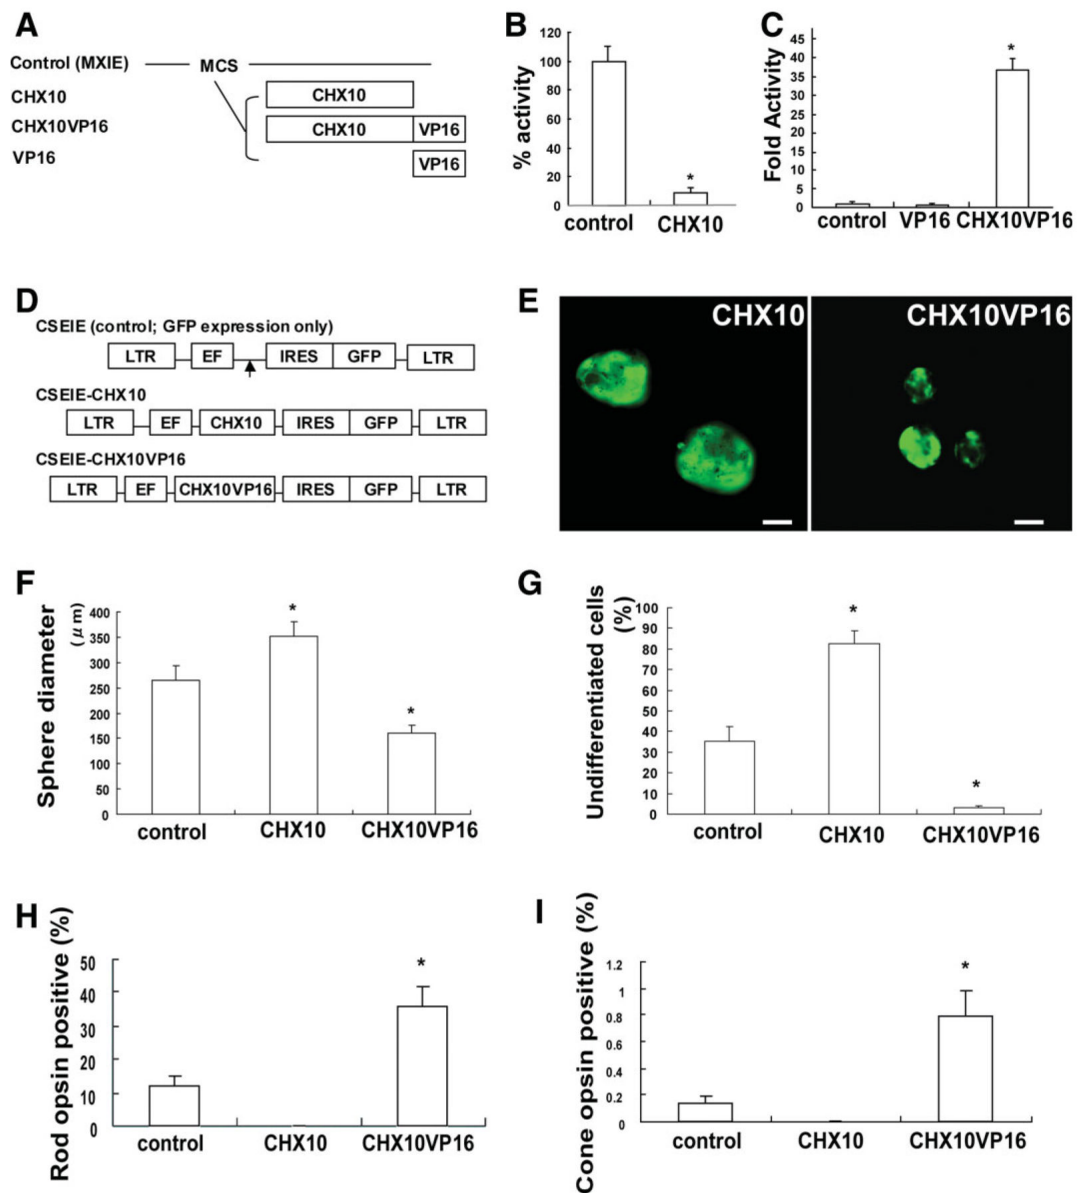 A
Control (MXIE) MCS
CHX10 CHX10
CHX10VP16 CHX10 VP16
VP16 VP16
B
% activity
120
100
80
60
40
20
0
*
control CHX10
C
Fold Activity
45
40
35
30
25
20
15
10
5
0
*
control VP16 CHX10VP16
D
CSEIE (control; GFP expression only)
LTR EF IRES GFP LTR
CSEIE-CHX10
LTR EF CHX10 IRES GFP LTR
CSEIE-CHX10VP16
LTR EF CHX10VP16 IRES GFP LTR
E
CHX10 CHX10VP16
F
Sphere diameter
(μm)
400
350
300
250
200
150
100
50
0
*
*
control CHX10 CHX10VP16
G
Undifferentiated cells
(%)
100
90
80
70
60
50
40
30
20
10
0
*
*
control CHX10 CHX10VP16
H
Rod opsin positive (%)
50
40
30
20
10
0
*
control CHX10 CHX10VP16
I
Cone opsin positive (%)
1.2
1
0.8
0.6
0.4
0.2
0
*
control CHX10 CHX10VP16